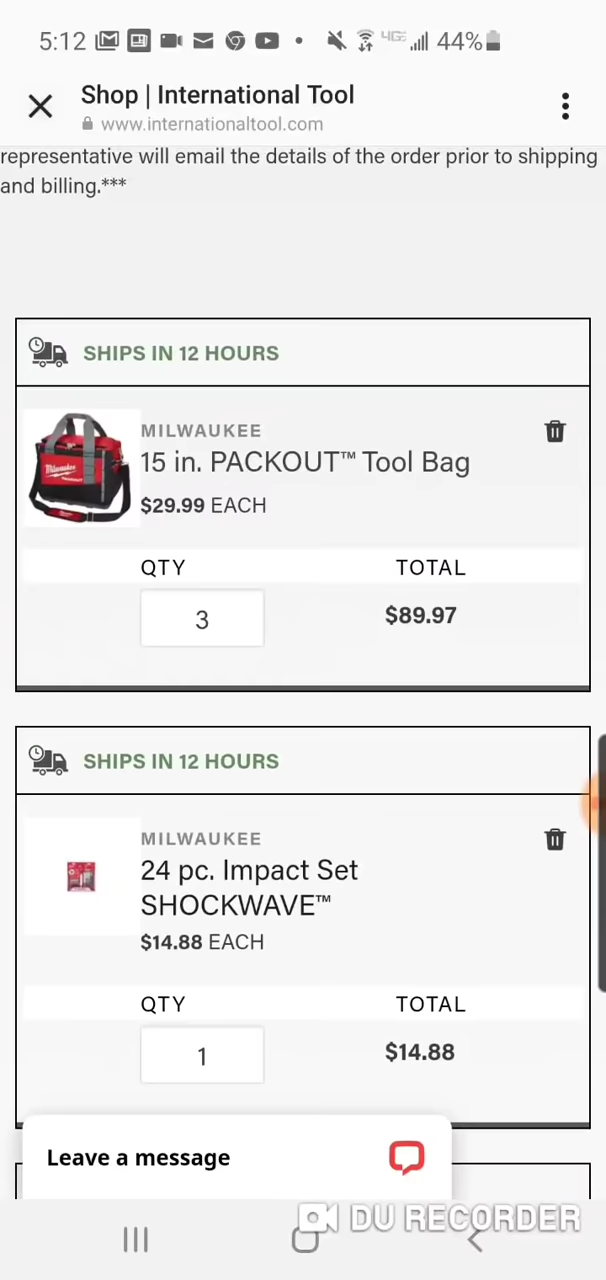 5:12 4GE 44%
Shop | International Tool
www.internationaltool.com
representative will email the details of the order prior to shipping
and billing.***
SHIPS IN 12 HOURS
MILWAUKEE
15 in. PACKOUT™ Tool Bag
Milwaukee
PACKOUT
$29.99 EACH
QTY TOTAL
3 $89.97
SHIPS IN 12 HOURS
MILWAUKEE
24 pc. Impact Set
SHOCKWAVE™
$14.88 EACH
QTY TOTAL
1 $14.88
Leave a message
DU RECORDER